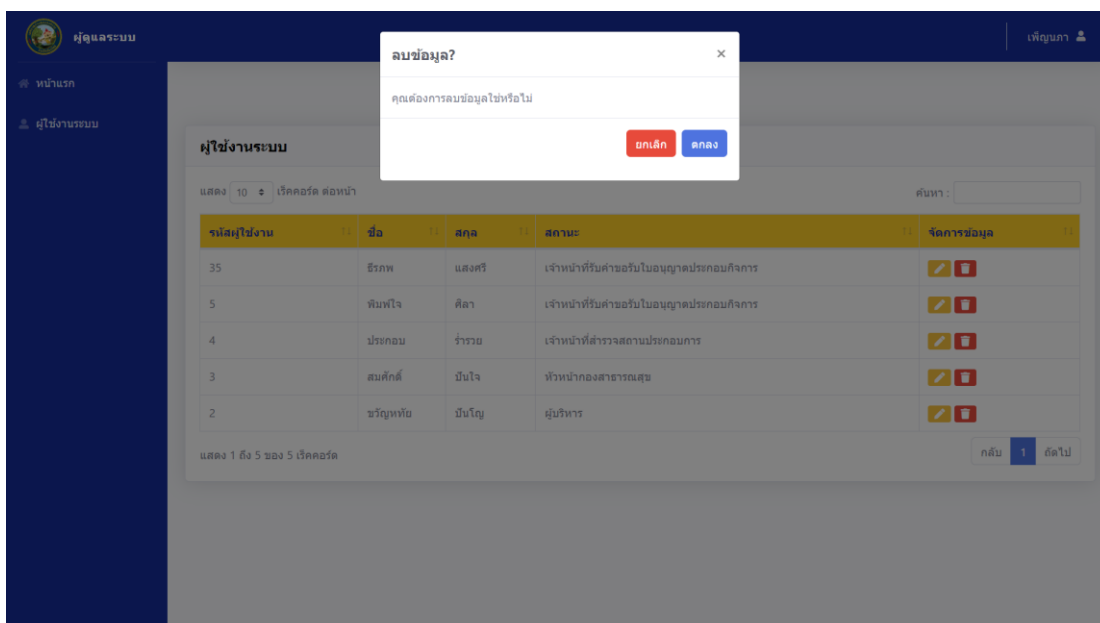 ผู้ดูแลระบบ
เพ็ญนภา
หน้าแรก
ผู้ใช้งานระบบ
ลบข้อมูล?
×
คุณต้องการลบข้อมูลใช่หรือไม่
ยกเลิก ตกลง
ผู้ใช้งานระบบ
แสดง 10 เร็คคอร์ด ต่อหน้า
ค้นหา :
รหัสผู้ใช้งาน ชื่อ สกุล สถานะ จัดการข้อมูล
35 ธีรภพ แสงศรี เจ้าหน้าที่รับคำขอรับใบอนุญาตประกอบกิจการ
5 พิมพ์ใจ ศิลา เจ้าหน้าที่รับคำขอรับใบอนุญาตประกอบกิจการ
4 ประกอบ ร่ำรวย เจ้าหน้าที่สำรวจสถานประกอบการ
3 สมศักดิ์ ปันใจ หัวหน้ากองสาธารณสุข
2 ขวัญหทัย ปันโญ ผู้บริหาร
แสดง 1 ถึง 5 ของ 5 เร็คคอร์ด
กลับ 1 ถัดไป